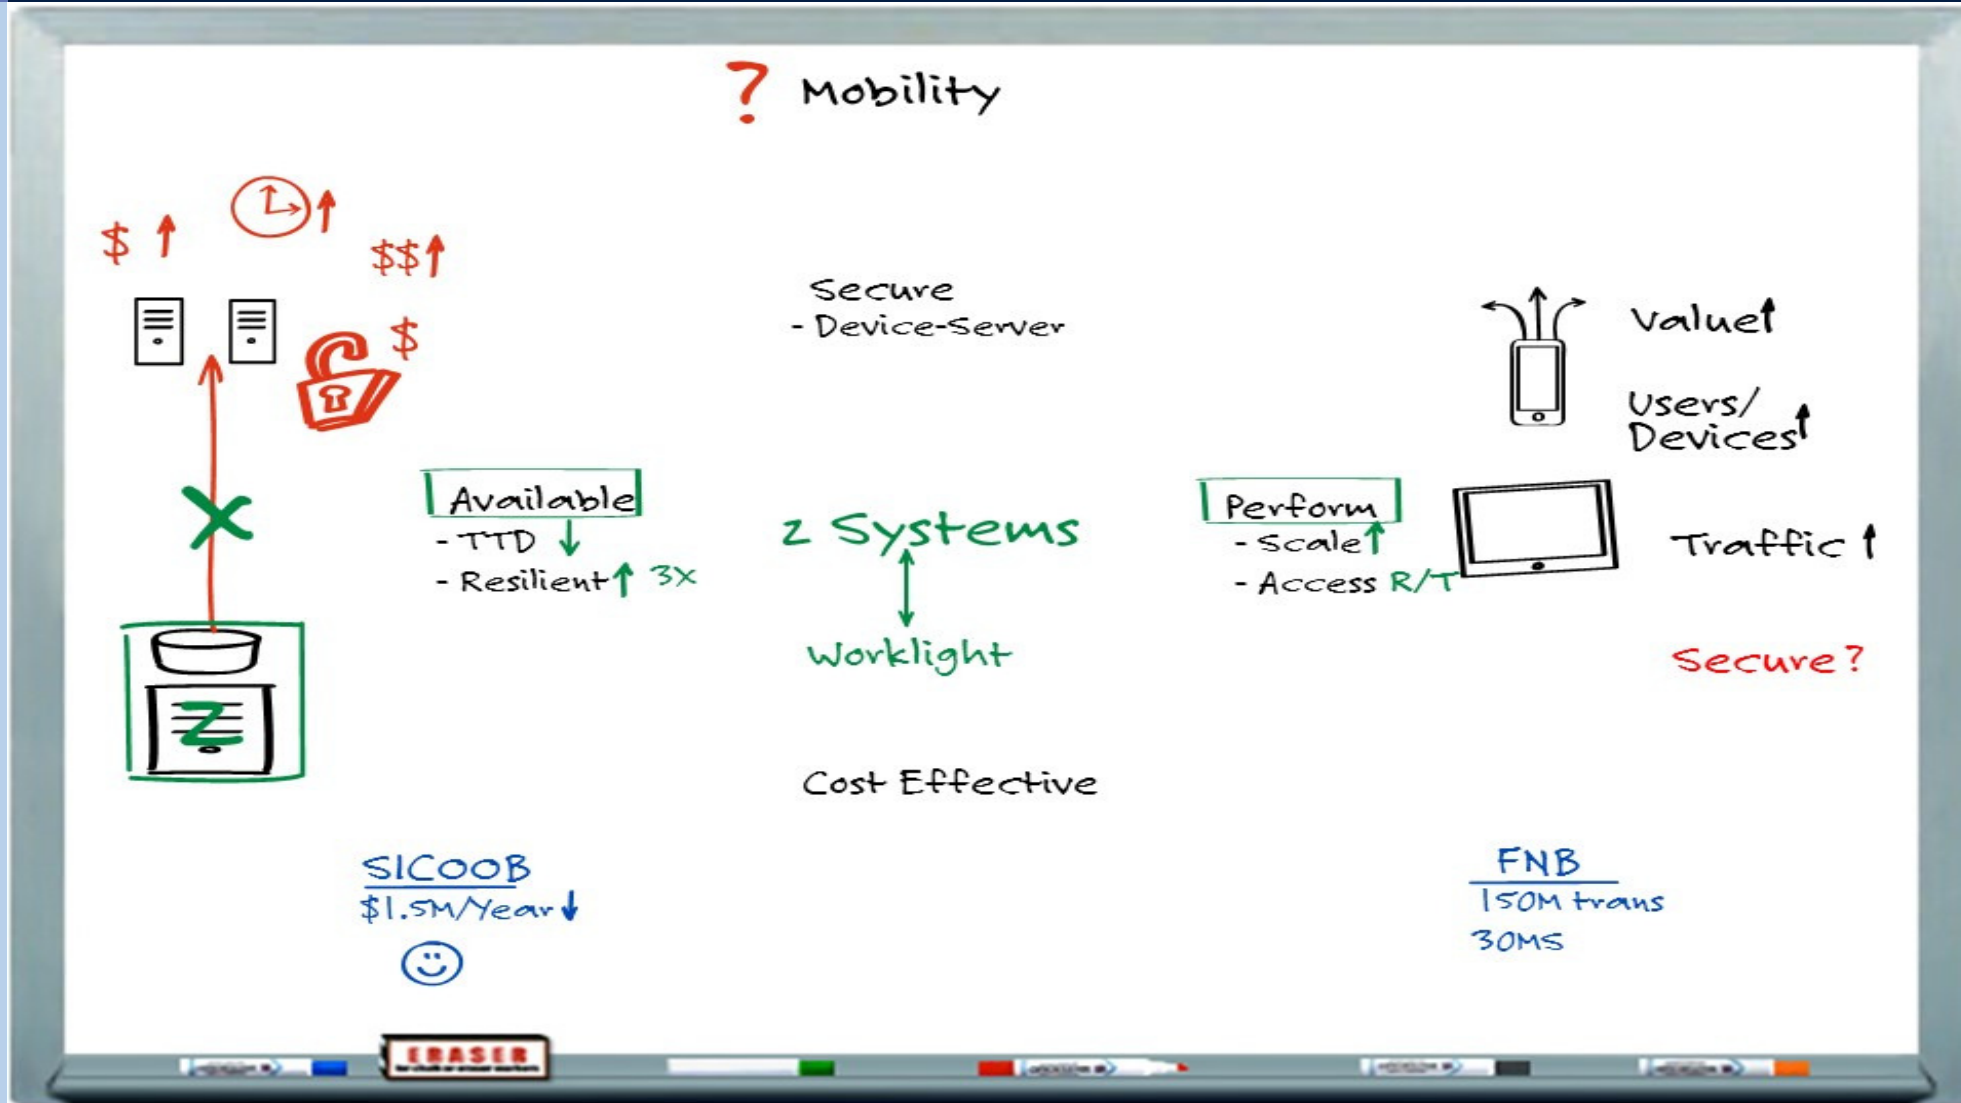 ? Mobility
$
$$
$
Secure
- Device-Server
Value
Users/
Devices
Available
- TTD
- Resilient 3X
z Systems
Worklight
Perform
- Scale
- Access R/T
Traffic
Secure?
Z
Cost Effective
SICOOB
$1.5M/Year
FNB
150M trans
30MS
ERASER